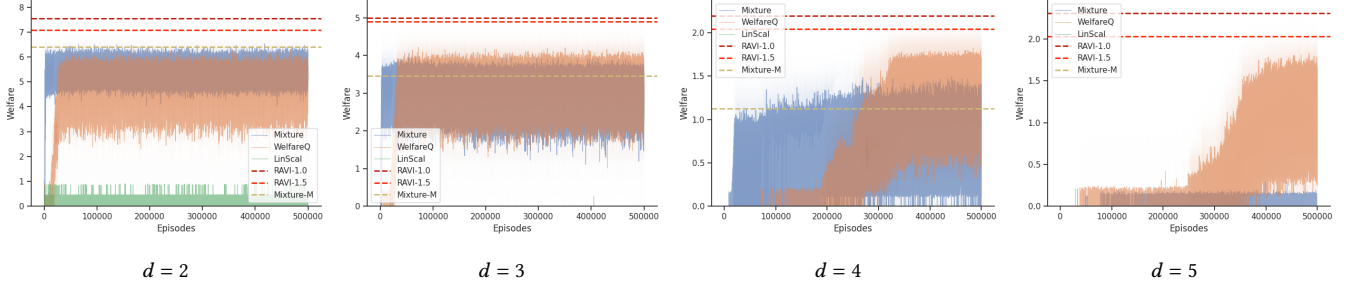 8
7
6
5
4
3
2
1
0
Welfare
0
100000
200000
300000
400000
500000
Episodes
Mixture
WelfareQ
LinScal
RAVI-1.0
RAVI-1.5
Mixture-M
d = 2
5
4
3
2
1
0
Welfare
0
100000
200000
300000
400000
500000
Episodes
Mixture
WelfareQ
LinScal
RAVI-1.0
RAVI-1.5
Mixture-M
d = 3
2.0
1.5
1.0
0.5
0.0
Welfare
0
100000
200000
300000
400000
500000
Episodes
Mixture
WelfareQ
LinScal
RAVI-1.0
RAVI-1.5
Mixture-M
d = 4
2.0
1.5
1.0
0.5
0.0
Welfare
0
100000
200000
300000
400000
500000
Episodes
Mixture
WelfareQ
LinScal
RAVI-1.0
RAVI-1.5
d = 5